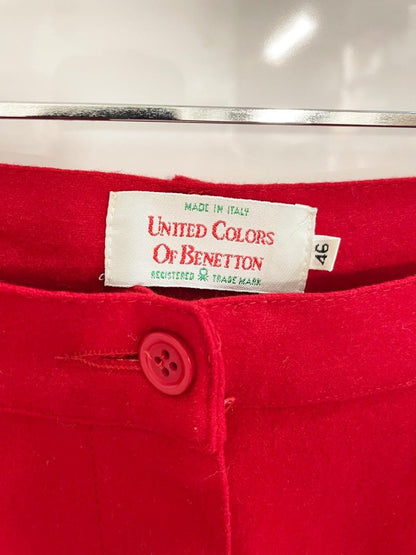 MADE IN ITALY
UNITED COLORS
OF BENETTON
REGISTERED TRADE MARK
46